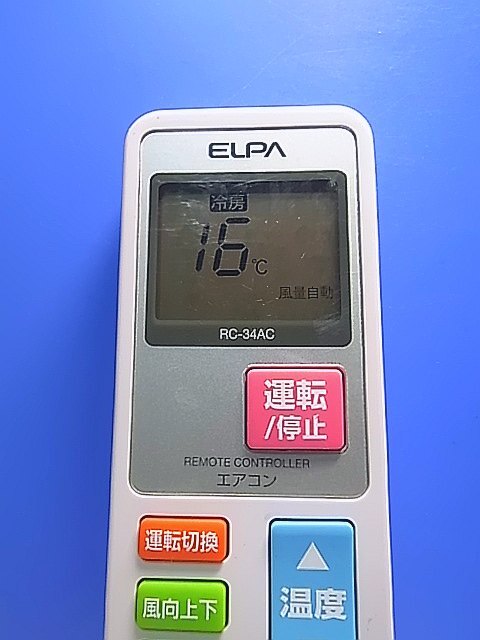 ELPA
冷房
16℃
風量自動
RC-34AC
運転
/停止
REMOTE CONTROLLER
エアコン
運転切換
風向上下
△
温度